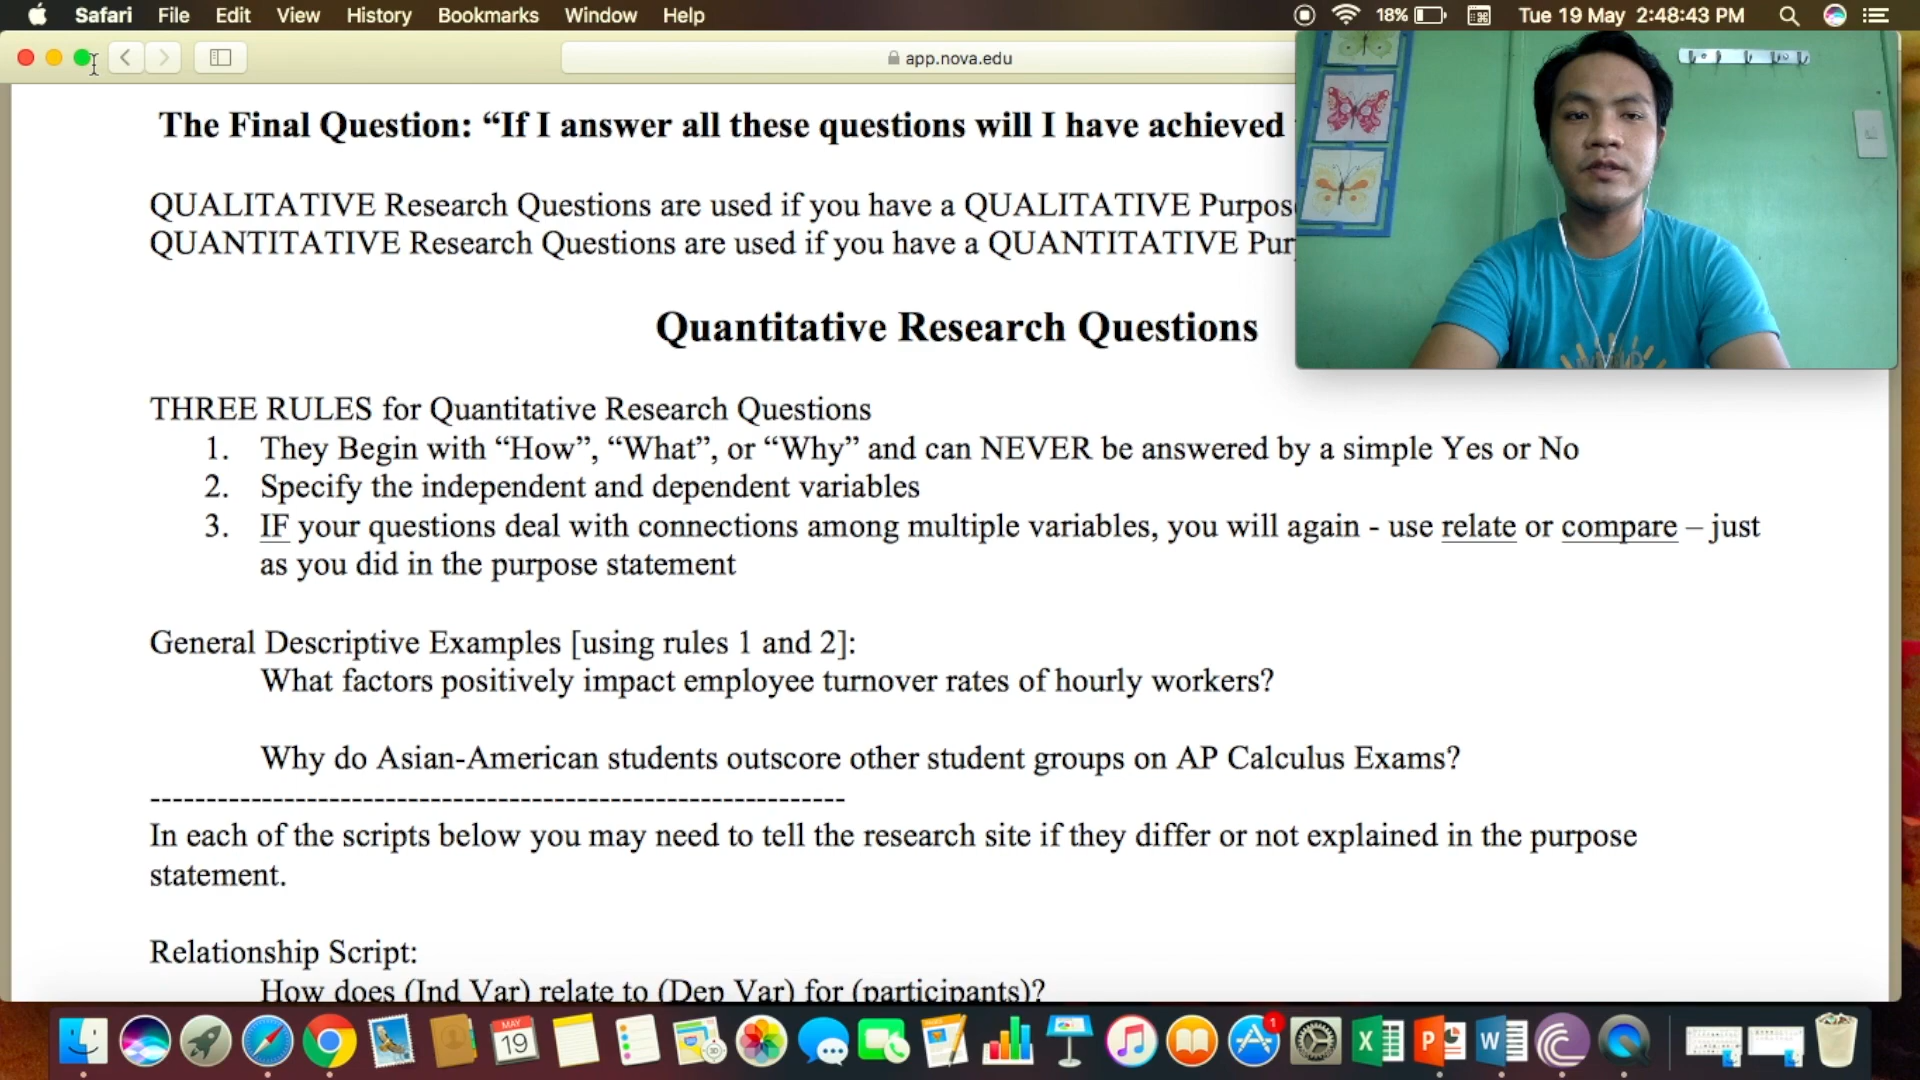 Safari File Edit View History Bookmarks Window Help 18% Tue 19 May 2:48:43 PM
app.nova.edu
The Final Question: “If I answer all these questions will I have achieved
QUALITATIVE Research Questions are used if you have a QUALITATIVE
QUANTITATIVE Research Questions are used if you have a QUANTITATIVE
Quantitative Research Questions
THREE RULES for Quantitative Research Questions
1. They Begin with “How”, “What”, or “Why” and can NEVER be answered by a simple Yes or No
2. Specify the independent and dependent variables
3. IF your questions deal with connections among multiple variables, you will again - use relate or compare – just
as you did in the purpose statement
General Descriptive Examples [using rules 1 and 2]:
What factors positively impact employee turnover rates of hourly workers?
Why do Asian-American students outscore other student groups on AP Calculus Exams?
--------------------------------------------------------------
In each of the scripts below you may need to tell the research site if they differ or not explained in the purpose
statement.
Relationship Script:
How does (Ind Var) relate to (Dep Var) for (participants)?
MAY
19
1